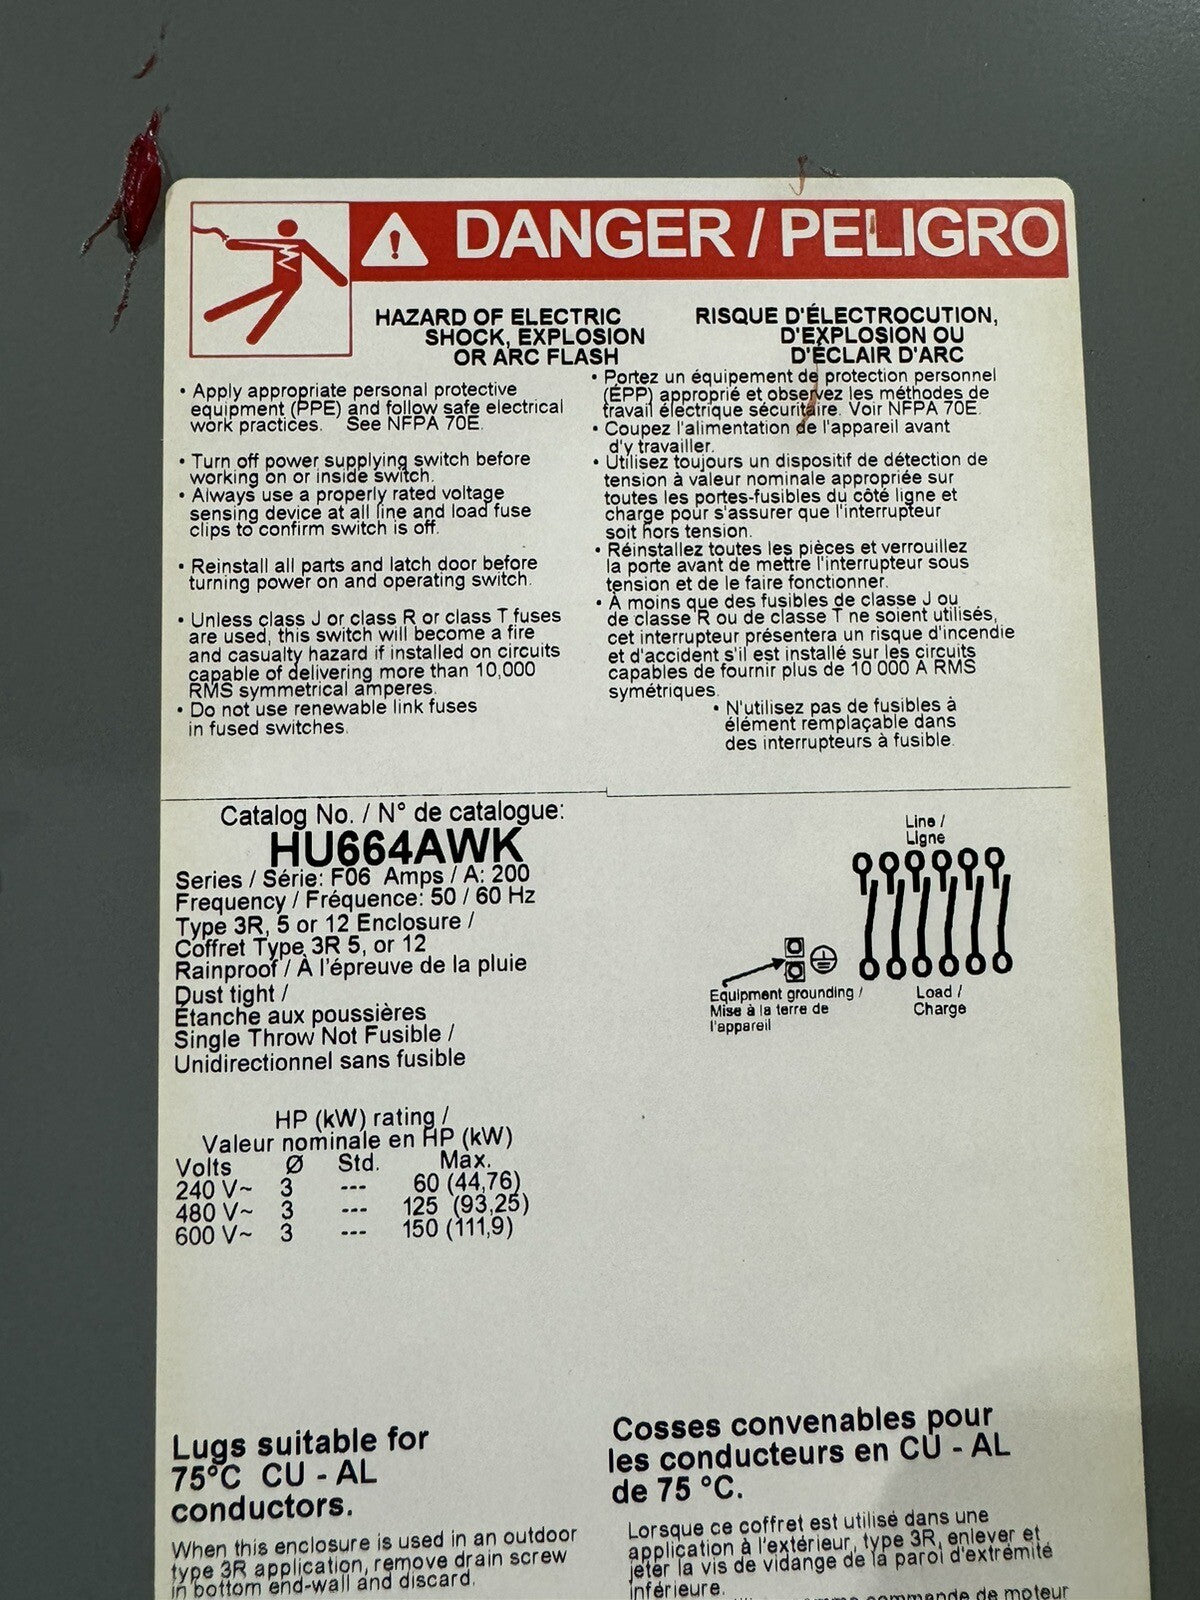 DANGER / PELIGRO
HAZARD OF ELECTRIC
SHOCK, EXPLOSION
OR ARC FLASH
• Apply appropriate personal protective
equipment (PPE) and follow safe electrical
work practices. See NFPA 70E.
• Turn off power supplying switch before
working on or inside switch.
• Always use a properly rated voltage
sensing device at all line and load fuse
clips to confirm switch is off.
• Reinstall all parts and latch door before
turning power on and operating switch.
• Unless class J or class R or class T fuses
are used, this switch will become a fire
and casualty hazard if installed on circuits
capable of delivering more than 10,000
RMS symmetrical amperes.
• Do not use renewable link fuses
in fused switches.
RISQUE D'ÉLECTROCUTION,
D'EXPLOSION OU
D'ÉCLAIR D'ARC
• Portez un équipement de protection personnel
(ÉPP) approprié et observez les méthodes de
travail électrique sécuritaire. Voir NFPA 70E.
• Coupez l'alimentation de l'appareil avant
d'y travailler.
• Utilisez toujours un dispositif de détection de
tension à valeur nominale appropriée sur
toutes les portes-fusibles du côté ligne et
charge pour s'assurer que l'interrupteur
soit hors tension.
• Réinstallez toutes les pièces et verrouillez
la porte avant de mettre l'interrupteur sous
tension et de le faire fonctionner.
• À moins que des fusibles de classe J ou
de classe R ou de classe T ne soient utilisés,
cet interrupteur présentera un risque d'incendie
et d'accident s'il est installé sur les circuits
capables de fournir plus de 10 000 A RMS
symétriques.
• N'utilisez pas de fusibles à
élément remplaçable dans
des interrupteurs à fusible.
Catalog No. / N° de catalogue:
HU664AWK
Series / Série: F06 Amps / A: 200
Frequency / Fréquence: 50 / 60 Hz
Type 3R, 5 or 12 Enclosure /
Coffret Type 3R 5, or 12
Rainproof / À l'épreuve de la pluie
Dust tight /
Étanche aux poussières
Single Throw Not Fusible /
Unidirectionnel sans fusible
Line /
Ligne
Equipment grounding /
Mise à la terre de
l'appareil
Load /
Charge
HP (kW) rating /
Valeur nominale en HP (kW)
Volts Ø Std. Max.
240 V~ 3 --- 60 (44,76)
480 V~ 3 --- 125 (93,25)
600 V~ 3 --- 150 (111,9)
Lugs suitable for
75°C CU - AL
conductors.
When this enclosure is used in an outdoor
type 3R application, remove drain screw
in bottom end-wall and discard.
Cosses convenables pour
les conducteurs en CU - AL
de 75 °C.
Lorsque ce coffret est utilisé dans une
application à l'extérieur, type 3R, enlever et
jeter la vis de vidange de la paroi d'extrémité
inférieure.
commande de moteur